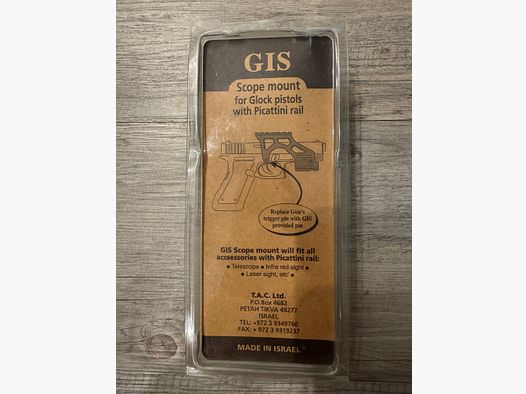 GIS
Scope mount
for Glock pistols
with Picattini rail
Replace Gun's
trigger pin with GIS
provided pin
GIS Scope mount will fit all
accsessories with Picattini rail:
• Telescope • Infra red sight •
• Laser sight, etc'
T.A.C. Ltd.
P.O.Box 4682
PETAH TIKVA 49277
ISRAEL
TEL: +972 3 9349760
FAX: + 972 3 9319237
MADE IN ISRAEL